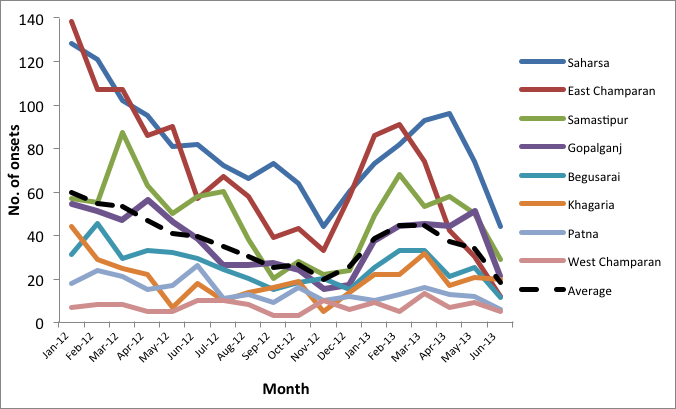 140
120
100
80
60
40
20
0
No. of onsets
Jan-12
Feb-12
Mar-12
Apr-12
May-12
Jun-12
Jul-12
Aug-12
Sep-12
Oct-12
Nov-12
Dec-12
Jan-13
Feb-13
Mar-13
Apr-13
May-13
Jun-13
Month
Saharsa
East Champaran
Samastipur
Gopalganj
Begusarai
Khagaria
Patna
West Champaran
Average